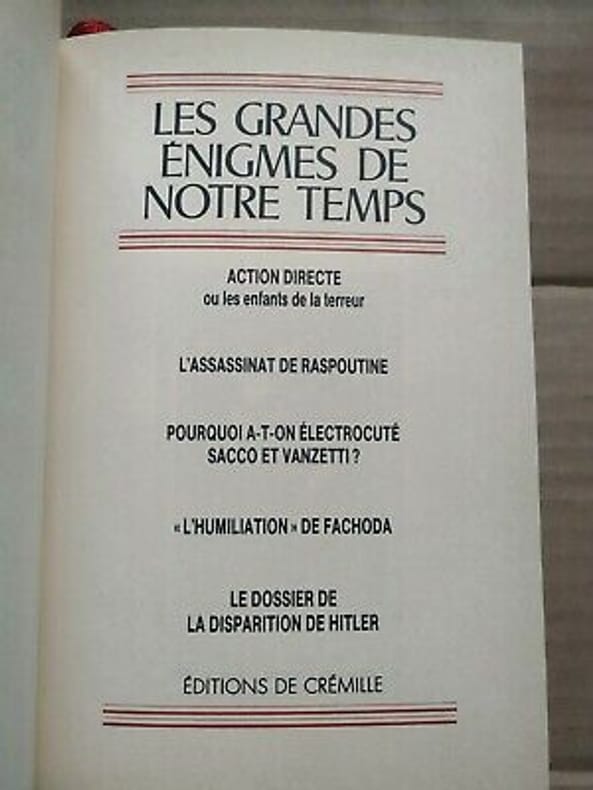 LES GRANDES
ÉNIGMES DE
NOTRE TEMPS
ACTION DIRECTE
ou les enfants de la terreur
L'ASSASSINAT DE RASPOUTINE
POURQUOI A-T-ON ÉLECTROCUTÉ
SACCO ET VANZETTI ?
« L'HUMILIATION » DE FACHODA
LE DOSSIER DE
LA DISPARITION DE HITLER
ÉDITIONS DE CRÉMILLE